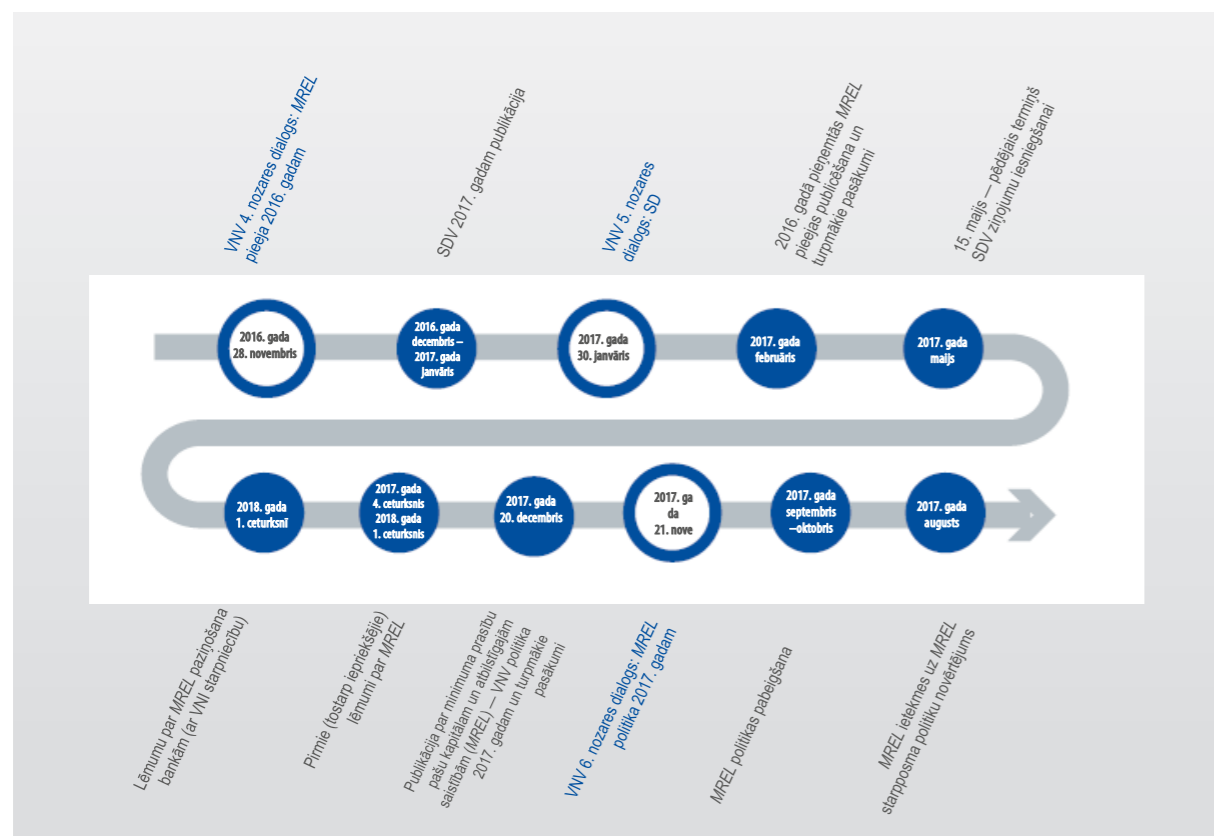 VNV 4. nozares dialogs: MREL
pieeja 2016. gadam
SDV 2017. gadam publikācija
VNV 5. nozares
dialogs: SD
2016. gadā pieņemtās MREL
pieejas publicēšana un
turpmākie pasākumi
15. maijs — pēdējais termiņš
SDV ziņojumu iesniegšanai
2016. gada
28. novembris
2016. gada
decembris –
2017. gada
janvāris
2017. gada
30. janvāris
2017. gada
februāris
2017. gada
maijs
2018. gada
1. ceturksnī
2017. gada
4. ceturksnis
2018. gada
1. ceturksnis
2017. gada
20. decembris
2017. ga
da
21. nove
2017. gada
septembris
–oktobris
2017. gada
augusts
Lēmumu par MREL paziņošana
bankām (ar VNI starpniecību)
Pirmie (tostarp iepriekšējie)
lēmumi par MREL
Publikācija par minimuma prasību
pašu kapitālam un atbilstīgajām
saistībām (MREL) — VNV politika
2017. gadam un turpmākie
pasākumi
VNV 6. nozares dialogs: MREL
politika 2017. gadam
MREL politikas pabeigšana
MREL ietekmes uz MREL
starpposma politiku novērtējums